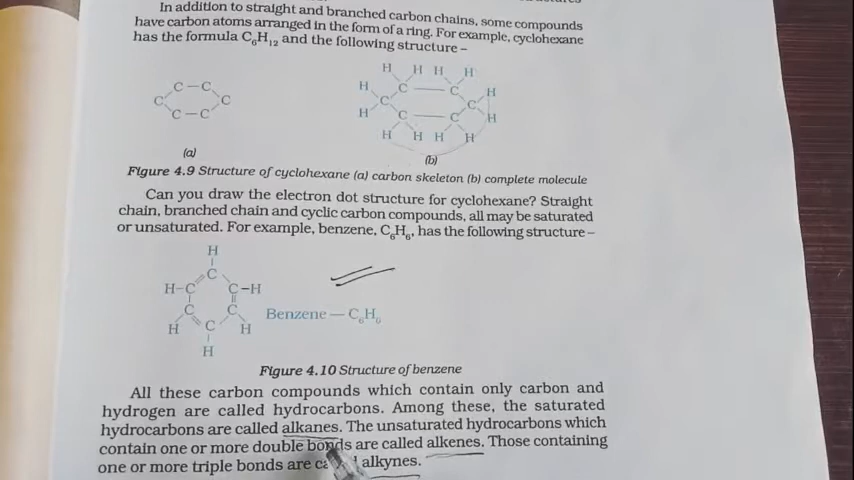 In addition to straight and branched carbon chains, some compounds
have carbon atoms arranged in the form of a ring. For example, cyclohexane
has the formula C₆H₁₂ and the following structure –
H H H H
C – C
H C C H
C C
C C
H C C H
C – C
H H H H
(a)
(b)
Figure 4.9 Structure of cyclohexane (a) carbon skeleton (b) complete molecule
Can you draw the electron dot structure for cyclohexane? Straight
chain, branched chain and cyclic carbon compounds, all may be saturated
or unsaturated. For example, benzene, C₆H₆, has the following structure –
H
C
H–C C–H
C C
H C H
H
Benzene — C₆H₆
Figure 4.10 Structure of benzene
All these carbon compounds which contain only carbon and
hydrogen are called hydrocarbons. Among these, the saturated
hydrocarbons are called alkanes. The unsaturated hydrocarbons which
contain one or more double bonds are called alkenes. Those containing
one or more triple bonds are alkynes.